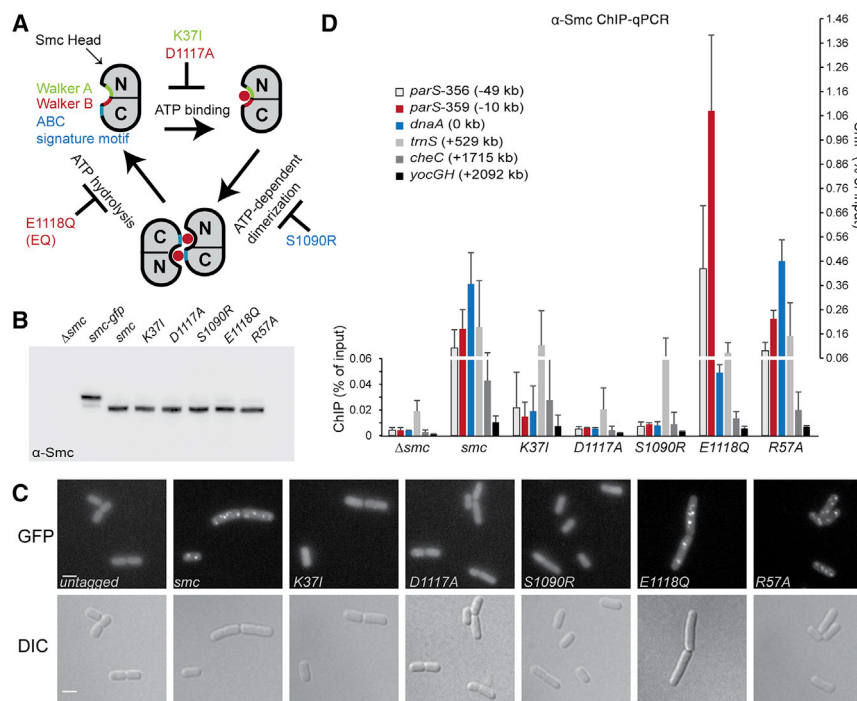 A
Smc Head
K37I
D1117A
N
C
N
C
Walker A
Walker B
ABC
signature motif
ATP binding
ATP hydrolysis
ATP-dependent
dimerization
E1118Q
(EQ)
S1090R
C
N
N
C
B
Δsmc
smc-gfp
smc
K37I
D1117A
S1090R
E1118Q
R57A
α-Smc
D
α-Smc ChIP-qPCR
parS-356 (-49 kb)
parS-359 (-10 kb)
dnaA (0 kb)
trnS (+529 kb)
cheC (+1715 kb)
yocGH (+2092 kb)
1.46
1.36
1.26
1.16
1.06
0.96
0.86
0.76
0.66
0.56
0.46
0.36
0.26
0.16
0.06
ChIP (% of input)
0.06
0.04
0.02
0
Δsmc
smc
K37I
D1117A
S1090R
E1118Q
R57A
C
GFP
untagged
smc
K37I
D1117A
S1090R
E1118Q
R57A
DIC